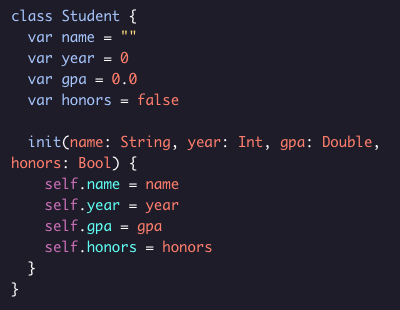 class Student {
  var name = ""
  var year = 0
  var gpa = 0.0
  var honors = false

  init(name: String, year: Int, gpa: Double,
honors: Bool) {
    self.name = name
    self.year = year
    self.gpa = gpa
    self.honors = honors
  }
}